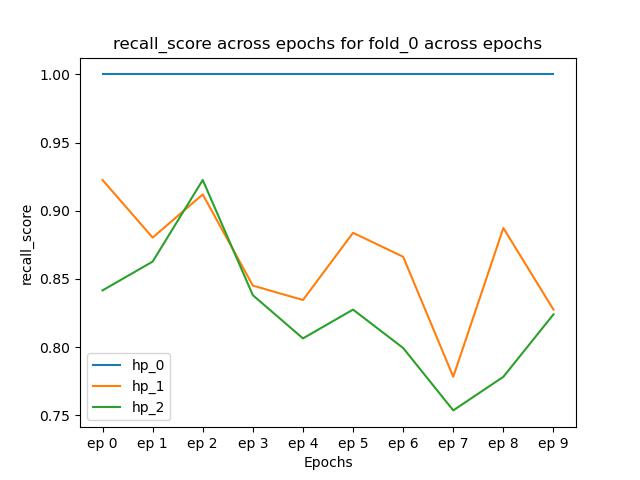 recall_score across epochs for fold_0 across epochs
1.00
0.95
0.90
0.85
0.80
0.75
recall_score
hp_0
hp_1
hp_2
ep 0 ep 1 ep 2 ep 3 ep 4 ep 5 ep 6 ep 7 ep 8 ep 9
Epochs